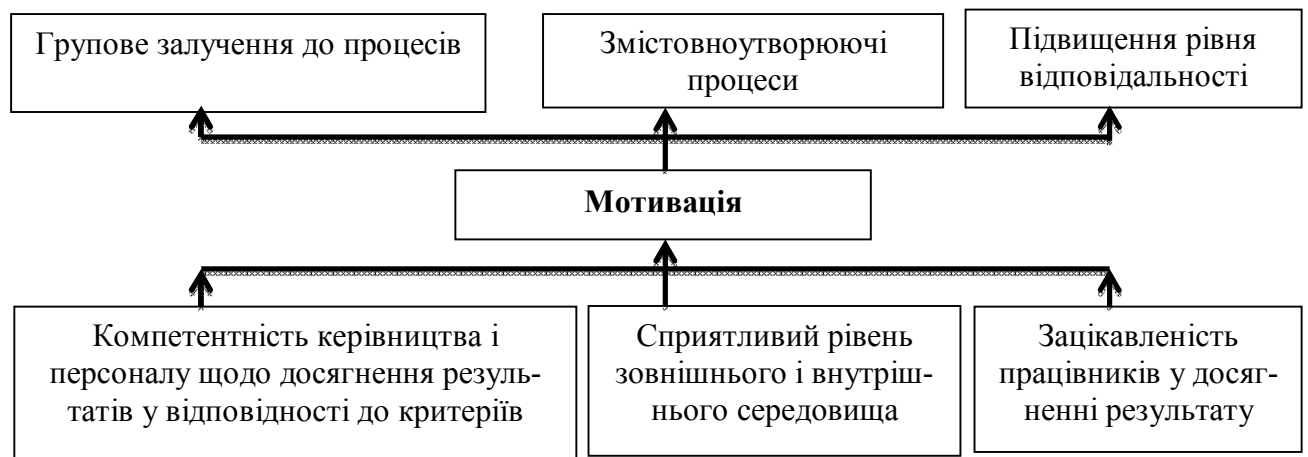 Групове залучення до процесів
Змістовноутворюючі
процеси
Підвищення рівня
відповідальності
Мотивація
Компетентність керівництва і
персоналу щодо досягнення резуль-
татів у відповідності до критеріїв
Сприятливий рівень
зовнішнього і внутріш-
нього середовища
Зацікавленість
працівників у досяг-
ненні результату